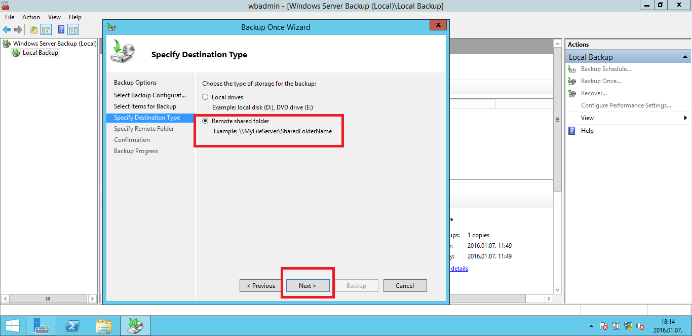 wbadmin - [Windows Server Backup (Local)\Local Backup]
File Action View Help
Windows Server Backup (Local)
Local Backup
Backup Once Wizard
Specify Destination Type
Backup Options
Select Backup Configurat...
Select Items for Backup
Specify Destination Type
Specify Remote Folder
Confirmation
Backup Progress
Choose the type of storage for the backup:
Local drives
Example: local disk (D:), DVD drive (E:)
Remote shared folder
Example: \\MyFileServer\SharedFolderName
< Previous
Next >
Backup
Cancel
ups: 1 copies
2016.01.07. 11:49
2016.01.07. 11:49
details
Actions
Local Backup
Backup Schedule...
Backup Once...
Recover...
Configure Performance Settings...
View
Help
18:14
2016.01.07.